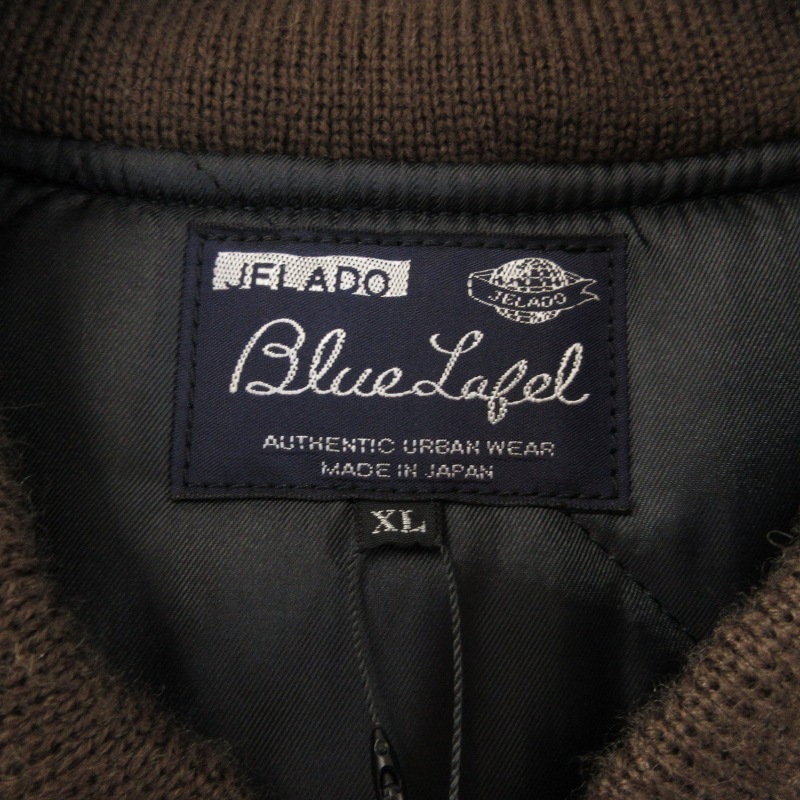 JELADO
JELADO
Blue Label
AUTHENTIC URBAN WEAR
MADE IN JAPAN
XL